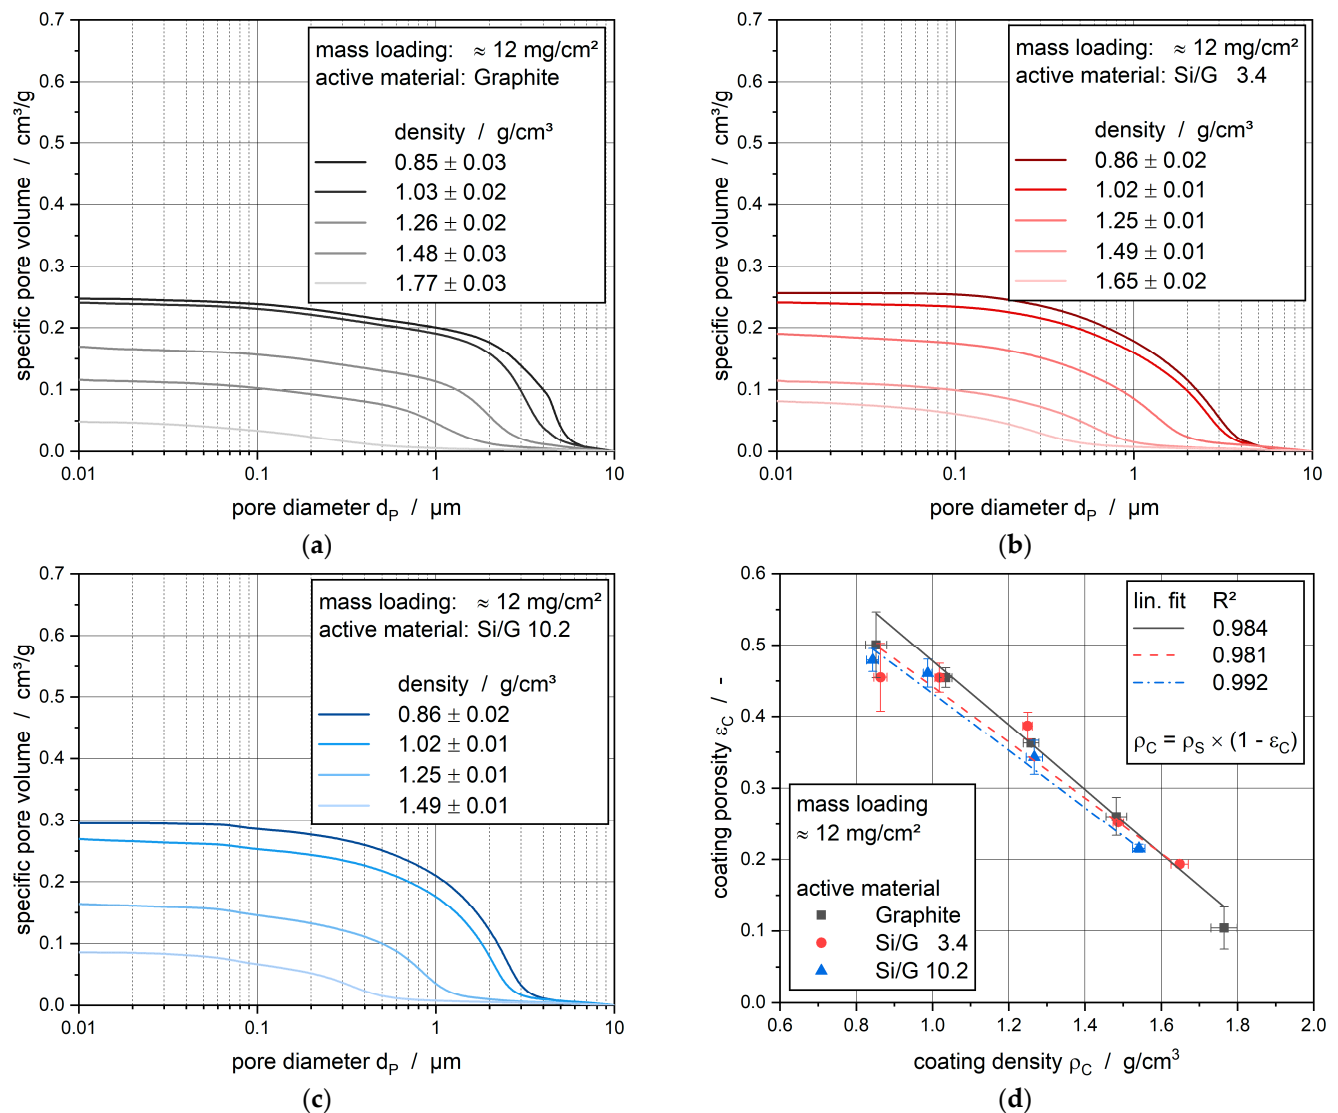 0.7
0.6
0.5
0.4
0.3
0.2
0.1
0.0
specific pore volume / cm³/g
mass loading: ≈ 12 mg/cm²
active material: Graphite
density / g/cm³
0.85 ± 0.03
1.03 ± 0.02
1.26 ± 0.02
1.48 ± 0.03
1.77 ± 0.03
0.01 0.1 1 10
pore diameter dP / µm
(a)
0.7
0.6
0.5
0.4
0.3
0.2
0.1
0.0
specific pore volume / cm³/g
mass loading: ≈ 12 mg/cm²
active material: Si/G 3.4
density / g/cm³
0.86 ± 0.02
1.02 ± 0.01
1.25 ± 0.01
1.49 ± 0.01
1.65 ± 0.02
0.01 0.1 1 10
pore diameter dP / µm
(b)
0.7
0.6
0.5
0.4
0.3
0.2
0.1
0.0
specific pore volume / cm³/g
mass loading: ≈ 12 mg/cm²
active material: Si/G 10.2
density / g/cm³
0.86 ± 0.02
1.02 ± 0.01
1.25 ± 0.01
1.49 ± 0.01
0.01 0.1 1 10
pore diameter dP / µm
(c)
0.6
0.5
0.4
0.3
0.2
0.1
0.0
coating porosity εC / -
lin. fit R²
0.984
0.981
0.992
ρC = ρS × (1 - εC)
mass loading
≈ 12 mg/cm²
active material
Graphite
Si/G 3.4
Si/G 10.2
0.6 0.8 1.0 1.2 1.4 1.6 1.8 2.0
coating density ρC / g/cm³
(d)